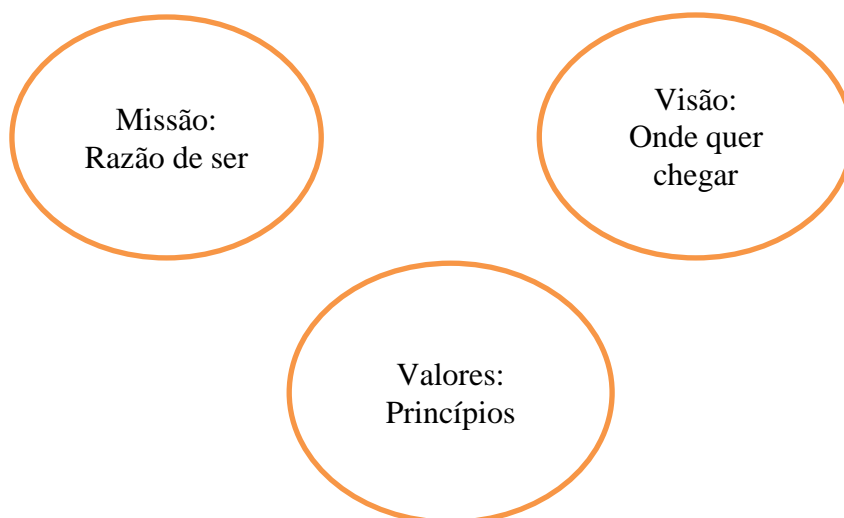 Missão:
Razão de ser
Visão:
Onde quer
chegar
Valores:
Princípios